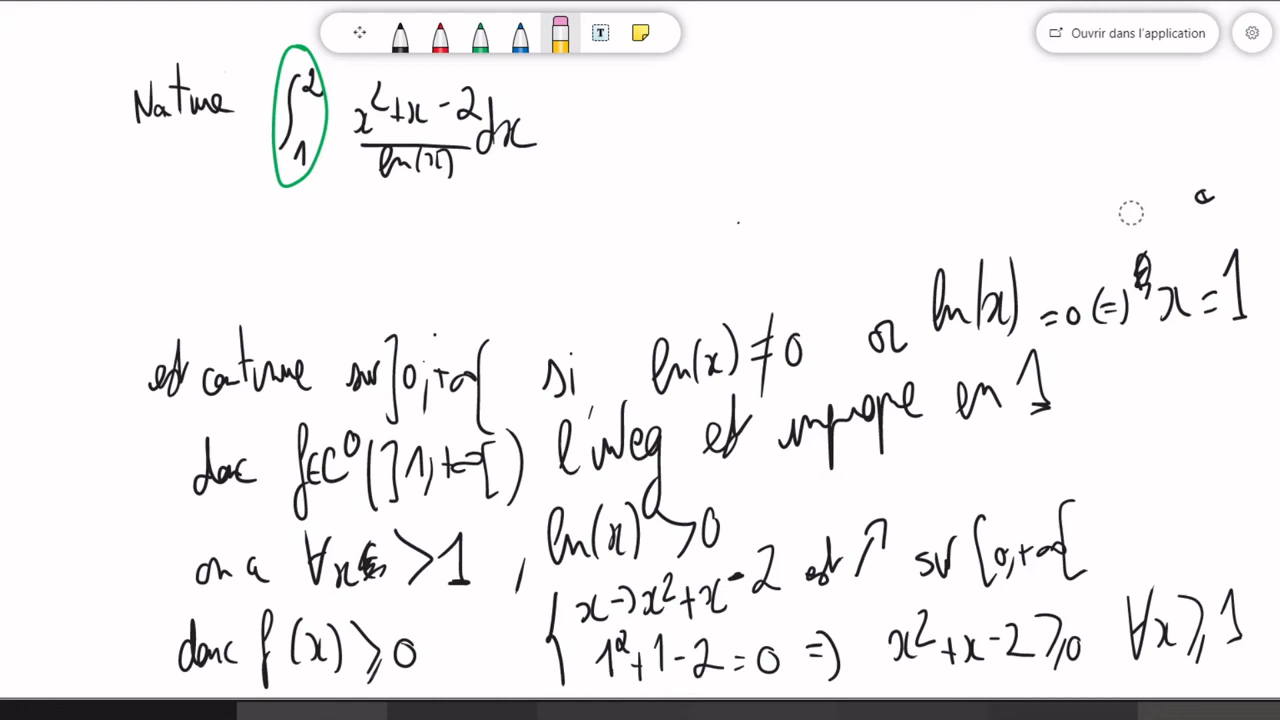 Ouvrir dans l'application
Nature ∫₁² (x²+x-2)/ln(x) dx
est continue sur ]0,+∞[ si ln(x) ≠ 0 or ln(x) =0 (=) x = 1
donc f∈C⁰(]1,+∞[) l'integ est impropre en 1
on a ∀x > 1 , ln(x) > 0
x→x²+x-2 est ↗ sur [0,+∞[
donc f(x) ≥ 0 { 1²+1-2=0 => x²+x-2≥0 ∀x≥1